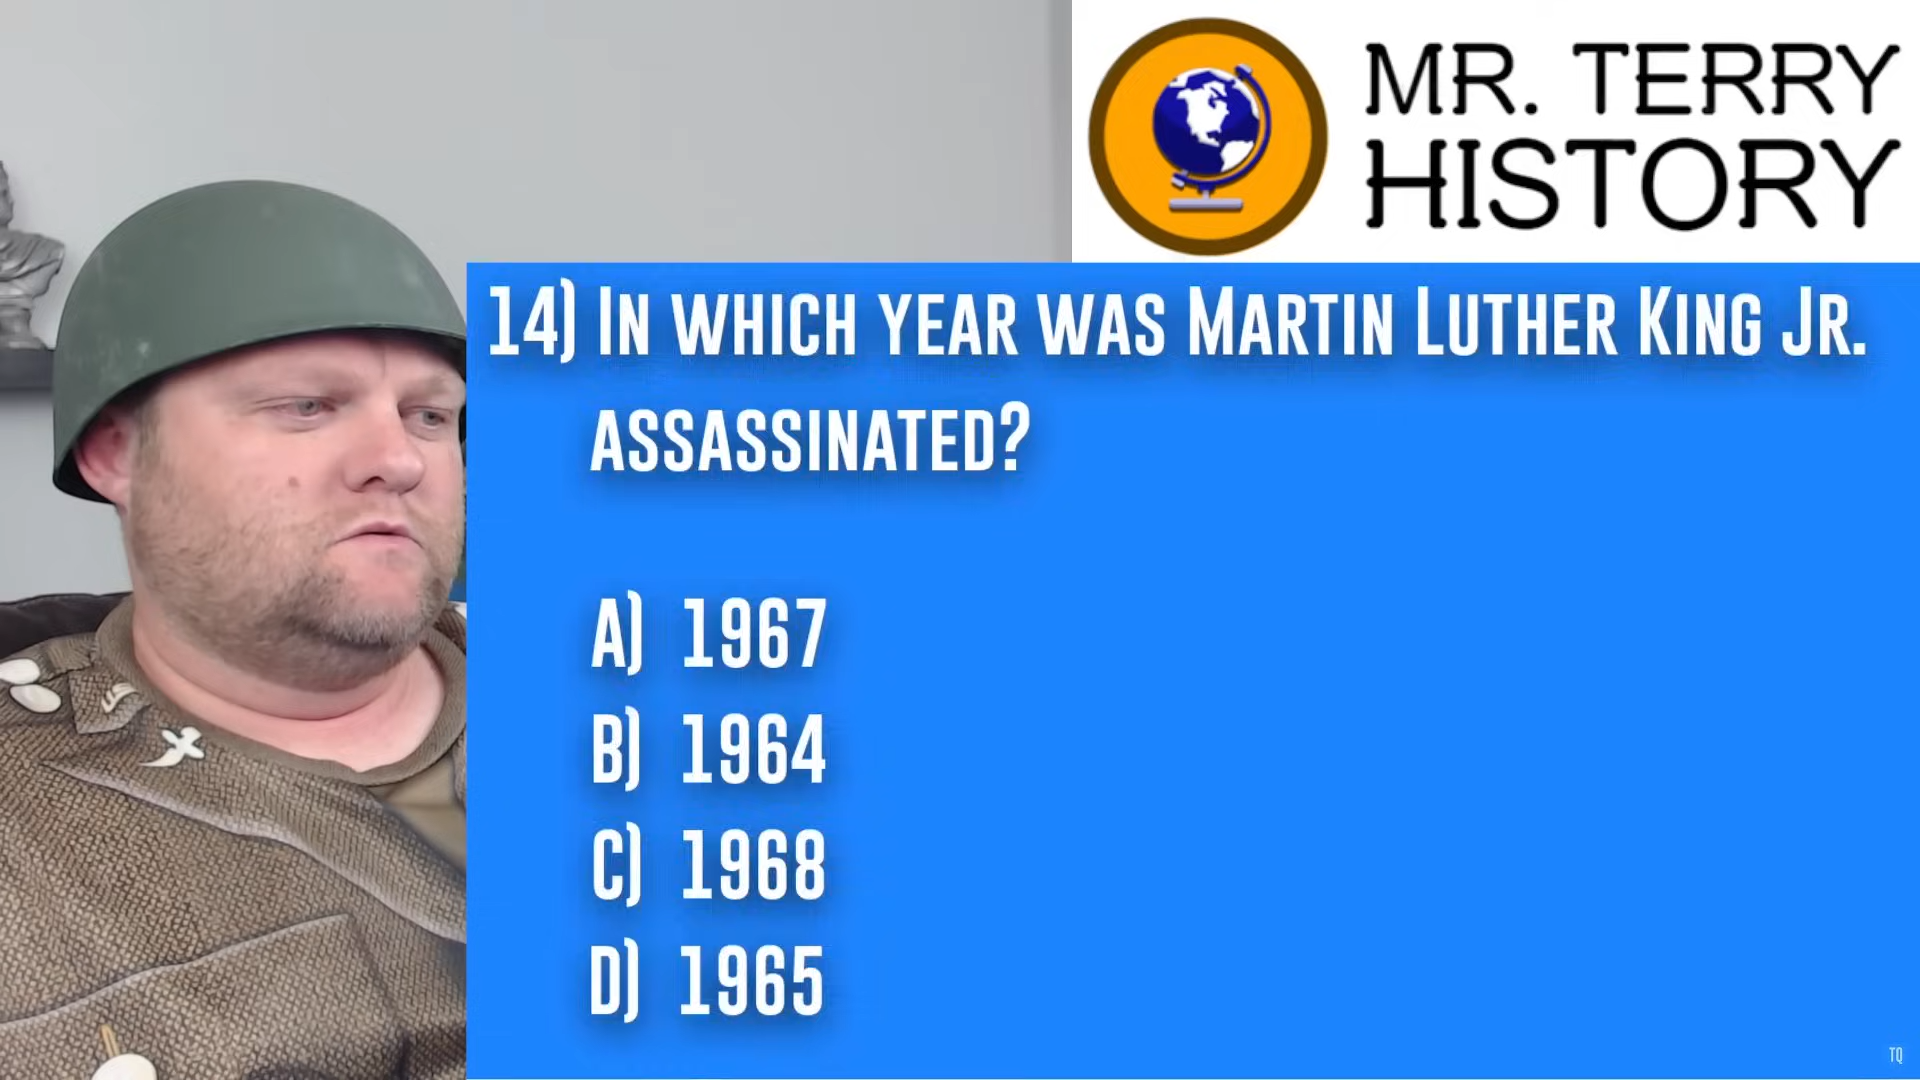 MR. TERRY
HISTORY
14) In which year was Martin Luther King Jr.
assassinated?
A) 1967
B) 1964
C) 1968
D) 1965
TQ